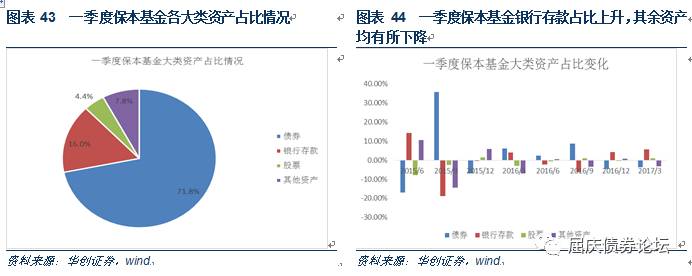 图表 43 一季度保本基金各大类资产占比情况
一季度保本基金大类资产占比情况
4.4%
7.8%
16.0%
71.8%
债券
银行存款
股票
其他资产
资料来源：华创证券，wind.
图表 44 一季度保本基金银行存款占比上升，其余资产
均有所下降
一季度保本基金大类资产占比变化
40.00%
30.00%
20.00%
10.00%
0.00%
-10.00%
-20.00%
-30.00%
2015/6 2015/9 2015/12 2016/3 2016/6 2016/9 2016/12 2017/3
债券 银行存款 股票 其他资产
屈庆债券论坛
资料来源：华创证券，wind.